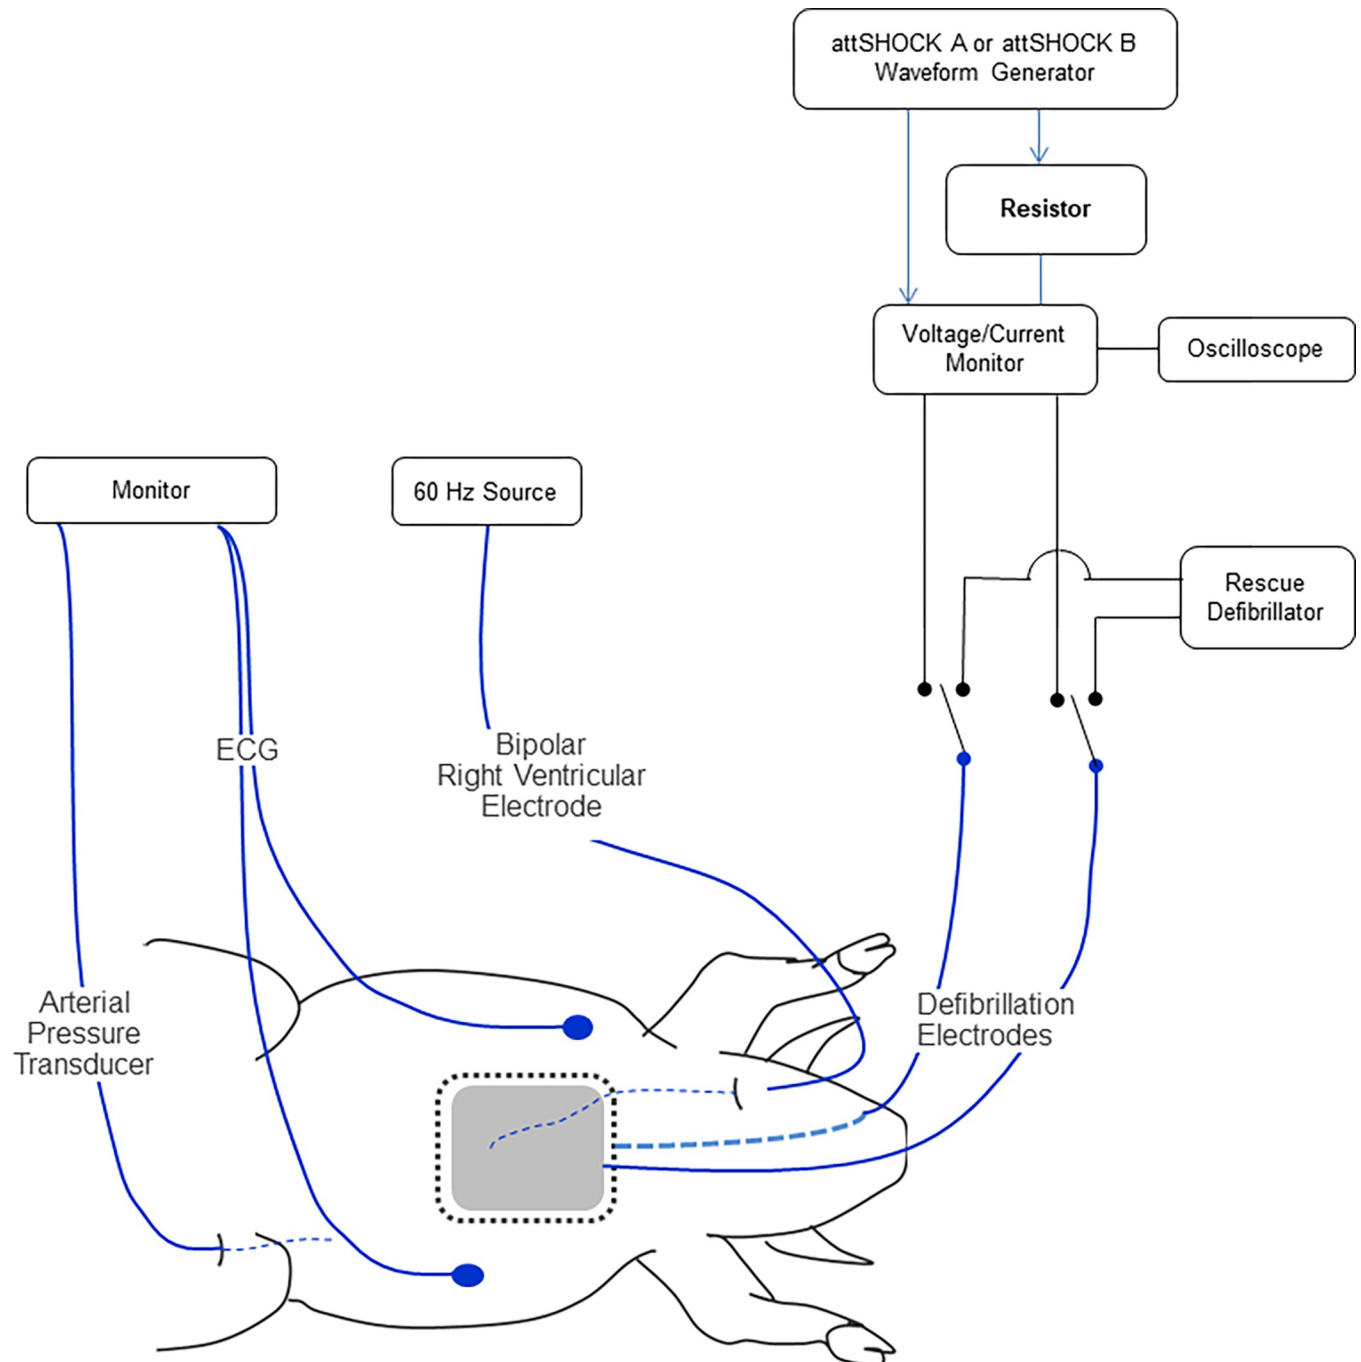 attSHOCK A or attSHOCK B
Waveform Generator
Resistor
Voltage/Current
Monitor
Oscilloscope
Monitor
60 Hz Source
Rescue
Defibrillator
ECG
Bipolar
Right Ventricular
Electrode
Arterial
Pressure
Transducer
Defibrillation
Electrodes